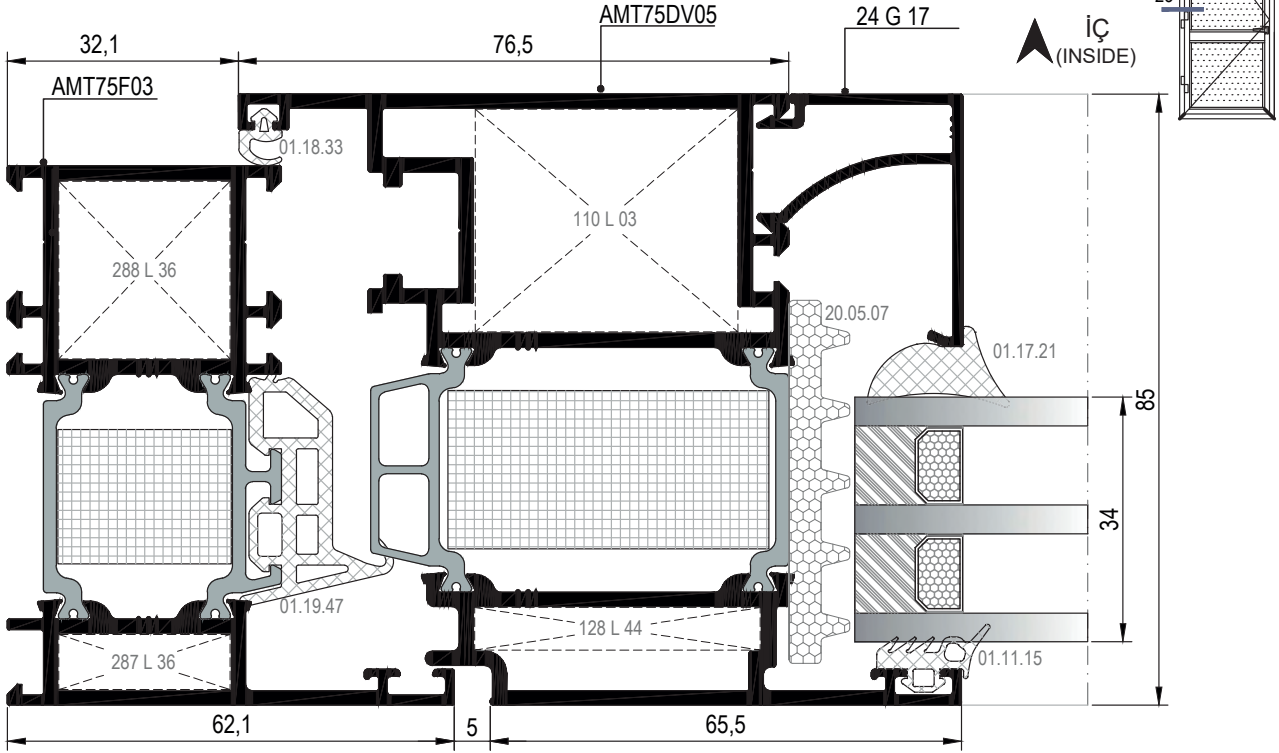 AMT75DV05
24 G 17
İÇ
(INSIDE)
32,1
76,5
AMT75F03
01.18.33
110 L 03
288 L 36
20.05.07
01.17.21
85
34
01.19.47
128 L 44
287 L 36
01.11.15
62,1
5
65,5